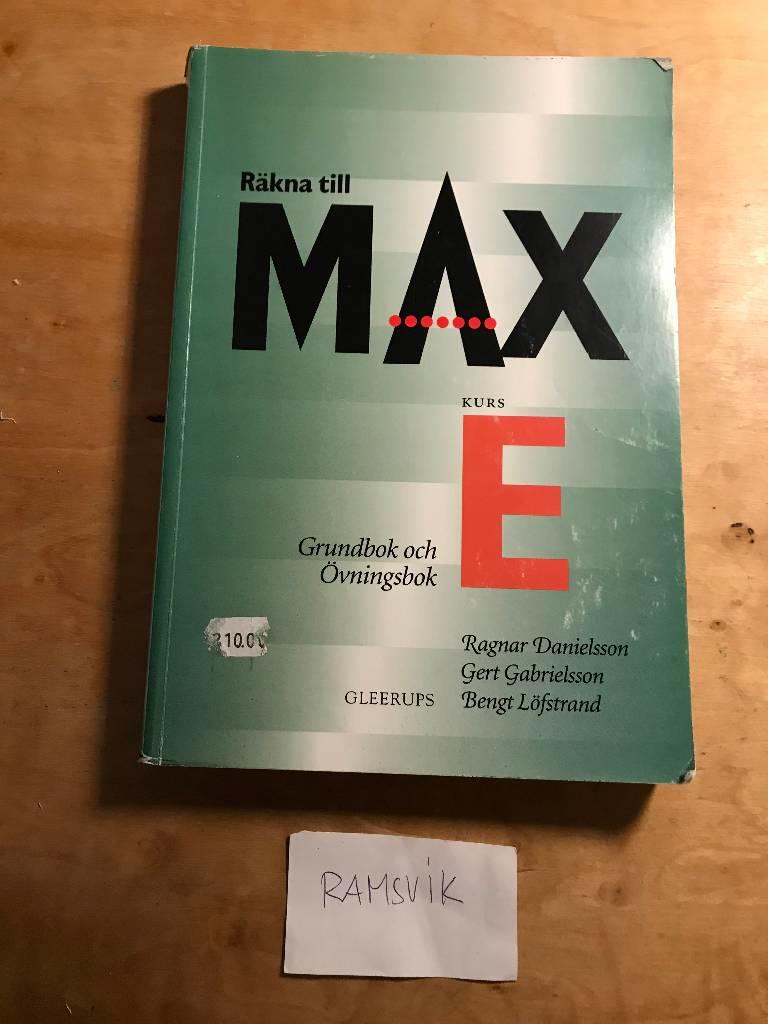 Räkna till
MAX
KURS
E
Grundbok och
Övningsbok
Ragnar Danielsson
Gert Gabrielsson
Bengt Löfstrand
GLEERUPS
RAMSVIK